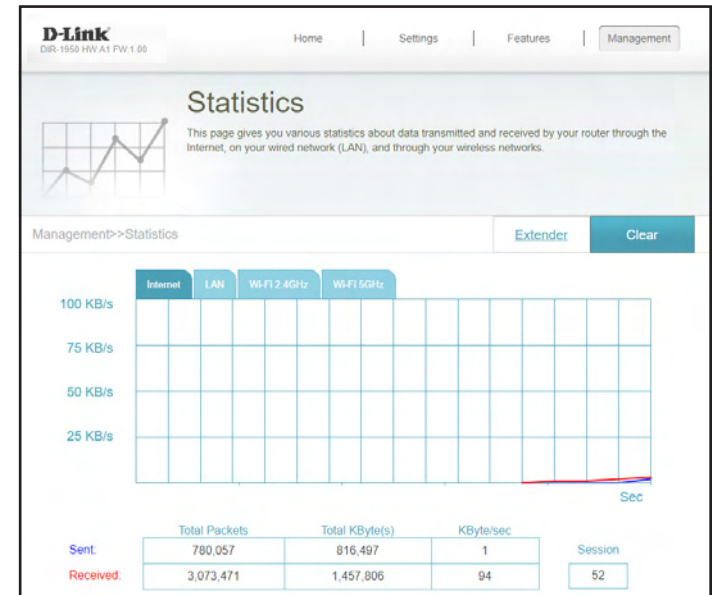 D-Link
DIR-1950 HW:A1 FW:1.00
Home | Settings | Features | Management
Statistics
This page gives you various statistics about data transmitted and received by your router through the
Internet, on your wired network (LAN), and through your wireless networks.
Management>>Statistics
Extender
Clear
Internet LAN Wi-Fi 2.4GHz Wi-Fi 5GHz
100 KB/s
75 KB/s
50 KB/s
25 KB/s
Sec
Total Packets Total KByte(s) KByte/sec
Sent: 780,057 816,497 1 Session
Received: 3,073,471 1,457,806 94 52